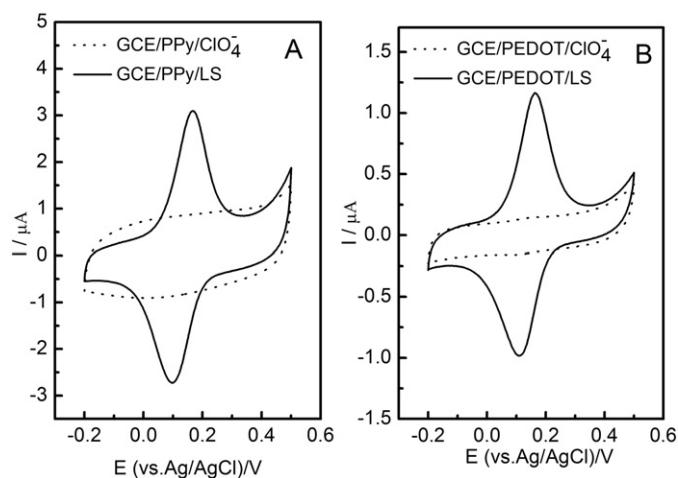 GCE/PPy/ClO₄⁻
GCE/PPy/LS
A
5
4
3
2
1
0
-1
-2
-3
I / μA
-0.2 0.0 0.2 0.4 0.6
E (vs.Ag/AgCl)/V
GCE/PEDOT/ClO₄⁻
GCE/PEDOT/LS
B
1.5
1.0
0.5
0.0
-0.5
-1.0
-1.5
I / μA
-0.2 0.0 0.2 0.4 0.6
E (vs.Ag/AgCl)/V